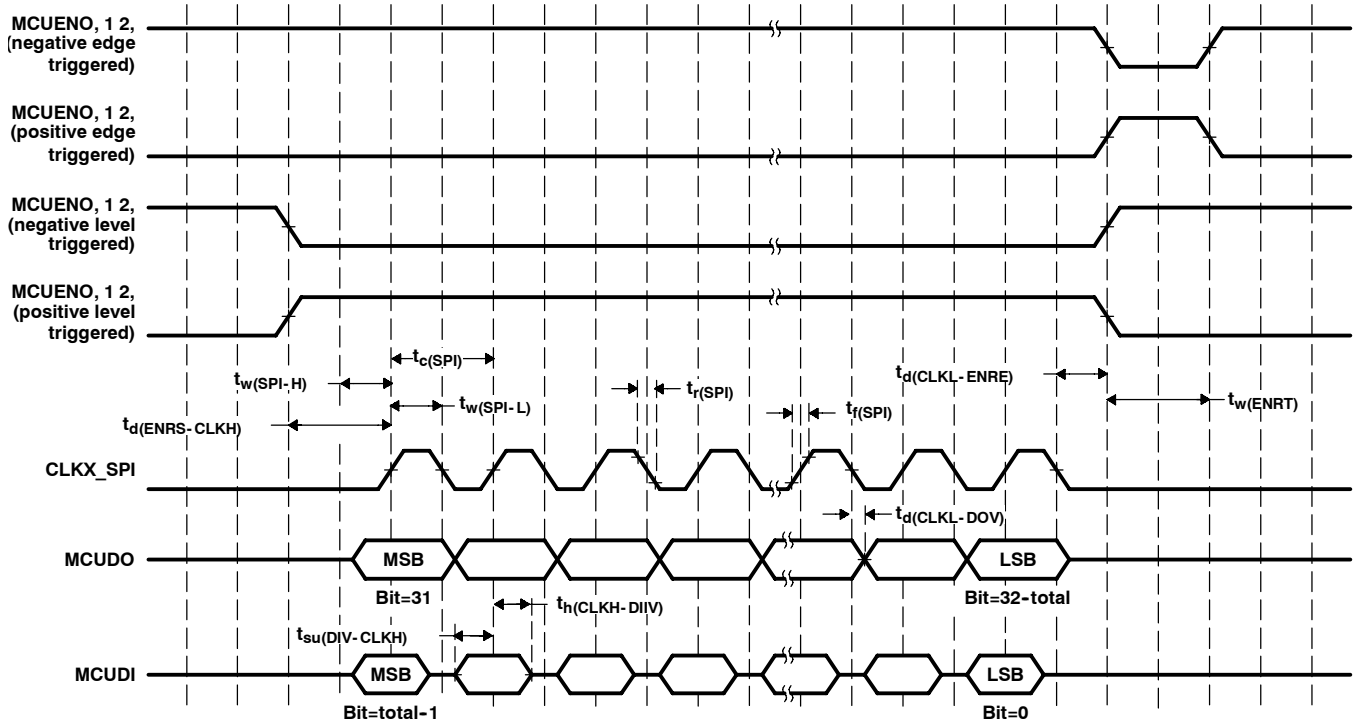 MCUENO, 1 2,
(negative edge
triggered)
MCUENO, 1 2,
(positive edge
triggered)
MCUENO, 1 2,
(negative level
triggered)
MCUENO, 1 2,
(positive level
triggered)
tc(SPI)
tw(SPI-H)
tr(SPI)
td(CLKL-ENRE)
tw(SPI-L)
tf(SPI)
tw(ENRT)
td(ENRS-CLKH)
CLKX_SPI
td(CLKL-DOV)
MCUDO
MSB
LSB
Bit=31
Bit=32-total
th(CLKH-DIIV)
tsu(DIV-CLKH)
MCUDI
MSB
LSB
Bit=total-1
Bit=0